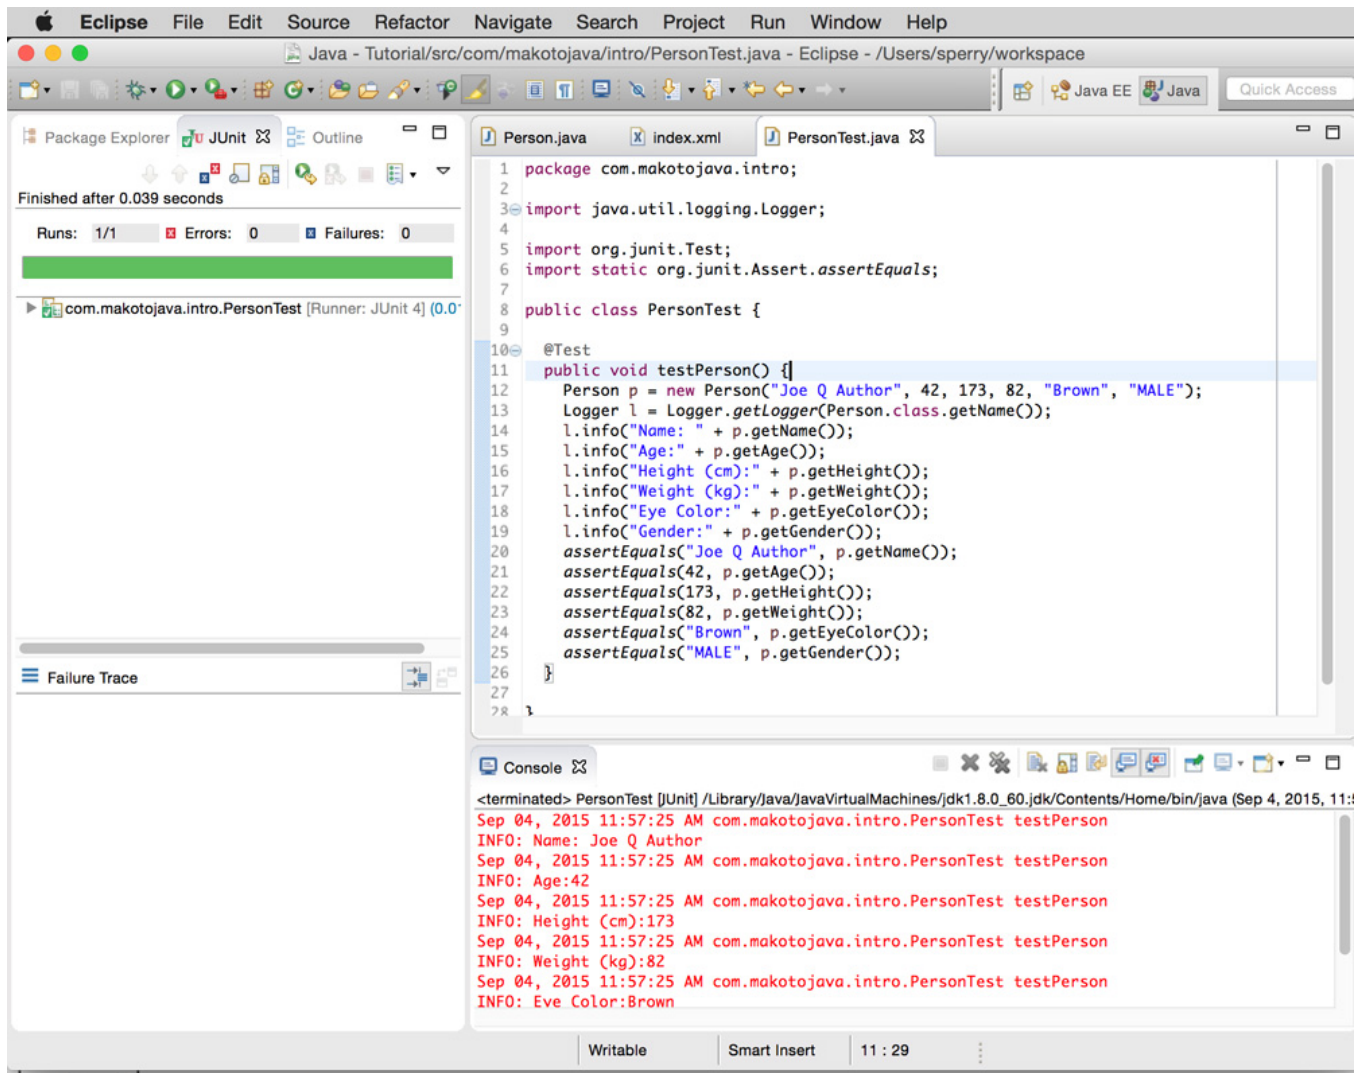 Eclipse File Edit Source Refactor Navigate Search Project Run Window Help
Java - Tutorial/src/com/makotojava/intro/PersonTest.java - Eclipse - /Users/sperry/workspace
Java EE Java Quick Access
Package Explorer JUnit Outline
Finished after 0.039 seconds
Runs: 1/1 Errors: 0 Failures: 0
com.makotojava.intro.PersonTest [Runner: JUnit 4] (0.0
Failure Trace
Person.java index.xml PersonTest.java
1 package com.makotojava.intro;
2
3 import java.util.logging.Logger;
4
5 import org.junit.Test;
6 import static org.junit.Assert.assertEquals;
7
8 public class PersonTest {
9
10 @Test
11 public void testPerson() {
12 Person p = new Person("Joe Q Author", 42, 173, 82, "Brown", "MALE");
13 Logger l = Logger.getLogger(Person.class.getName());
14 l.info("Name: " + p.getName());
15 l.info("Age:" + p.getAge());
16 l.info("Height (cm):" + p.getHeight());
17 l.info("Weight (kg):" + p.getWeight());
18 l.info("Eye Color:" + p.getEyeColor());
19 l.info("Gender:" + p.getGender());
20 assertEquals("Joe Q Author", p.getName());
21 assertEquals(42, p.getAge());
22 assertEquals(173, p.getHeight());
23 assertEquals(82, p.getWeight());
24 assertEquals("Brown", p.getEyeColor());
25 assertEquals("MALE", p.getGender());
26 }
27
28 }
Console
<terminated> PersonTest [JUnit] /Library/Java/JavaVirtualMachines/jdk1.8.0_60.jdk/Contents/Home/bin/java (Sep 4, 2015, 11:5
Sep 04, 2015 11:57:25 AM com.makotojava.intro.PersonTest testPerson
INFO: Name: Joe Q Author
Sep 04, 2015 11:57:25 AM com.makotojava.intro.PersonTest testPerson
INFO: Age:42
Sep 04, 2015 11:57:25 AM com.makotojava.intro.PersonTest testPerson
INFO: Height (cm):173
Sep 04, 2015 11:57:25 AM com.makotojava.intro.PersonTest testPerson
INFO: Weight (kg):82
Sep 04, 2015 11:57:25 AM com.makotojava.intro.PersonTest testPerson
INFO: Eye Color:Brown
Writable Smart Insert 11 : 29